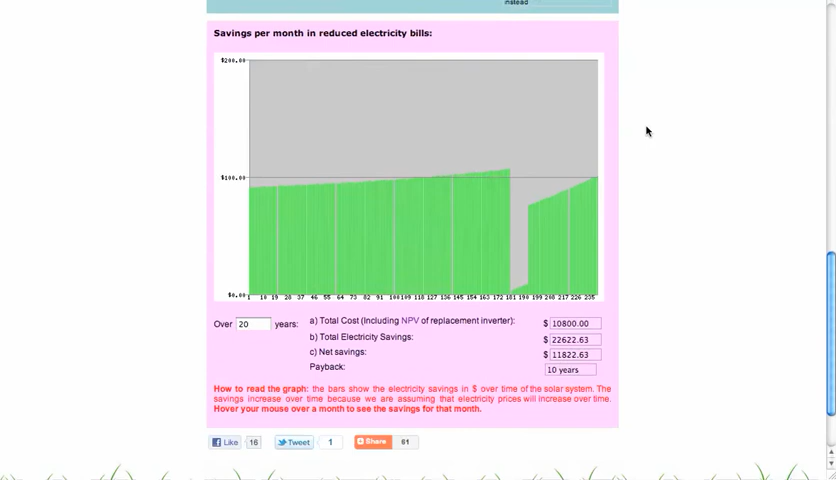 instead
Savings per month in reduced electricity bills:
$200.00
$100.00
$0.00
1 10 19 28 37 46 55 64 73 82 91 100 109 118 127 136 145 154 163 172 181 190 199 208 217 226 235
Over 20 years:
a) Total Cost (Including NPV of replacement inverter): $ 10800.00
b) Total Electricity Savings: $ 22622.63
c) Net savings: $ 11822.63
Payback: 10 years
How to read the graph: the bars show the electricity savings in $ over time of the solar system. The
savings increase over time because we are assuming that electricity prices will increase over time.
Hover your mouse over a month to see the savings for that month.
Like 16 Tweet 1 Share 61